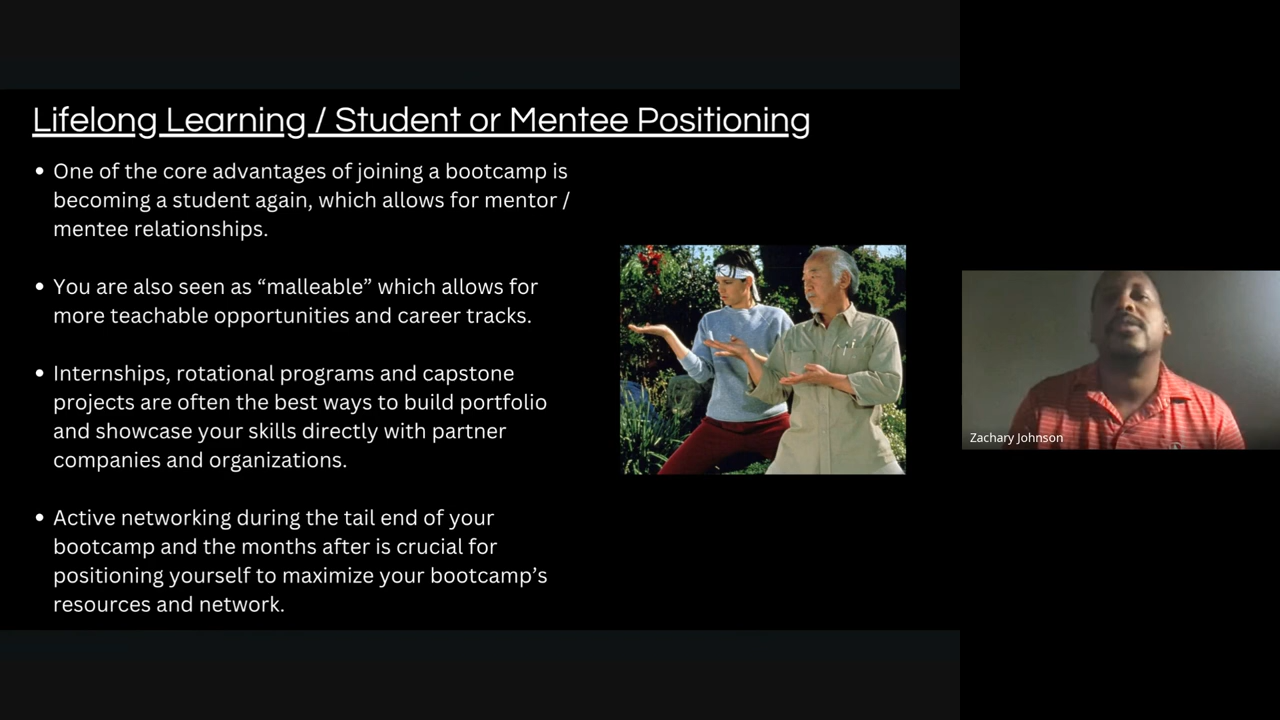 Lifelong Learning / Student or Mentee Positioning
One of the core advantages of joining a bootcamp is
becoming a student again, which allows for mentor /
mentee relationships.
You are also seen as “malleable” which allows for
more teachable opportunities and career tracks.
Internships, rotational programs and capstone
projects are often the best ways to build portfolio
and showcase your skills directly with partner
companies and organizations.
Active networking during the tail end of your
bootcamp and the months after is crucial for
positioning yourself to maximize your bootcamp’s
resources and network.
Zachary Johnson